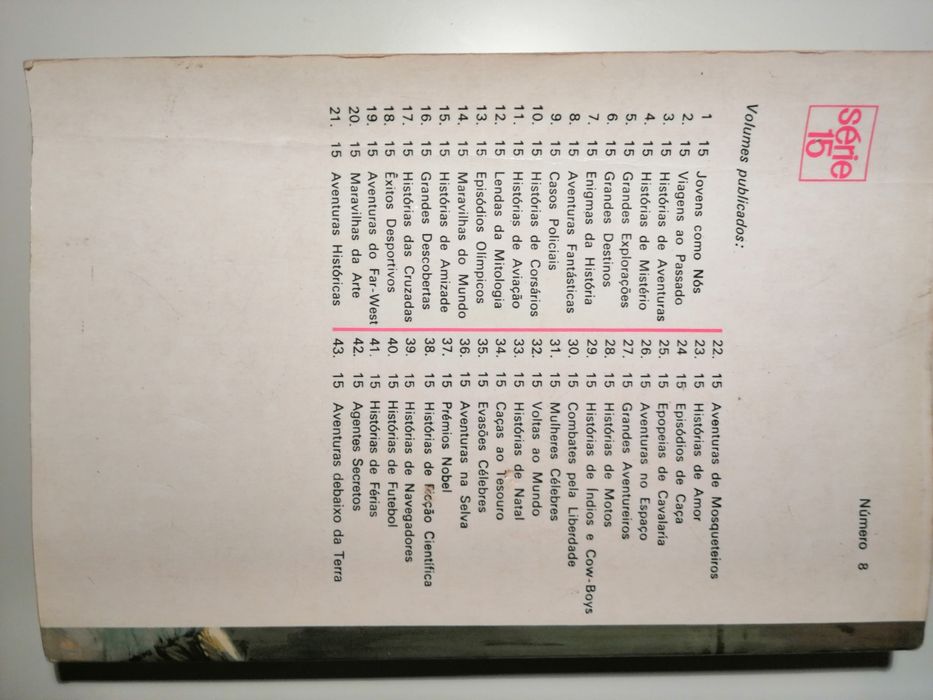 série
15
Número 8
Volumes publicados:
1 15 Jovens como Nós
2. 15 Viagens ao Passado
3. 15 Histórias de Aventuras
4. 15 Histórias de Mistério
5. 15 Grandes Explorações
6. 15 Grandes Destinos
7. 15 Enigmas da História
8. 15 Aventuras Fantásticas
9. 15 Casos Policiais
10. 15 Histórias de Corsários
11. 15 Histórias de Aviação
12. 15 Lendas da Mitologia
13. 15 Episódios Olímpicos
14. 15 Maravilhas do Mundo
15. 15 Histórias de Amizade
16. 15 Grandes Descobertas
17. 15 Histórias das Cruzadas
18. 15 Êxitos Desportivos
19. 15 Aventuras do Far-West
20. 15 Maravilhas da Arte
21. 15 Aventuras Históricas
22. 15 Aventuras de Mosqueteiros
23. 15 Histórias de Amor
24 15 Episódios de Caça
25. 15 Epopeias de Cavalaria
26. 15 Aventuras no Espaço
27. 15 Grandes Aventureiros
28. 15 Histórias de Motos
29. 15 Histórias de Índios e Cow-Boys
30. 15 Combates pela Liberdade
31. 15 Mulheres Célebres
32. 15 Voltas ao Mundo
33. 15 Histórias de Natal
34. 15 Caças ao Tesouro
35. 15 Evasões Célebres
36. 15 Aventuras na Selva
37. 15 Prémios Nobel
38. 15 Histórias de Ficção Científica
39. 15 Histórias de Navegadores
40. 15 Histórias de Futebol
41. 15 Histórias de Férias
42. 15 Agentes Secretos
43. 15 Aventuras debaixo da Terra